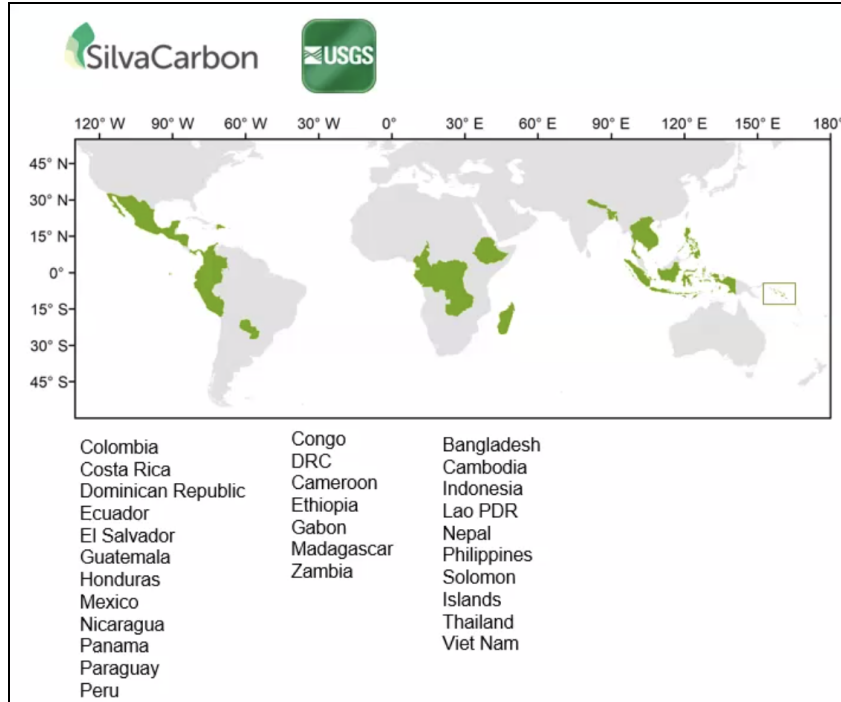 SilvaCarbon
USGS
120° W 90° W 60° W 30° W 0° 30° E 60° E 90° E 120° E 150° E 180°
45° N
30° N
15° N
0°
15° S
30° S
45° S
Colombia
Costa Rica
Dominican Republic
Ecuador
El Salvador
Guatemala
Honduras
Mexico
Nicaragua
Panama
Paraguay
Peru
Congo
DRC
Cameroon
Ethiopia
Gabon
Madagascar
Zambia
Bangladesh
Cambodia
Indonesia
Lao PDR
Nepal
Philippines
Solomon
Islands
Thailand
Viet Nam